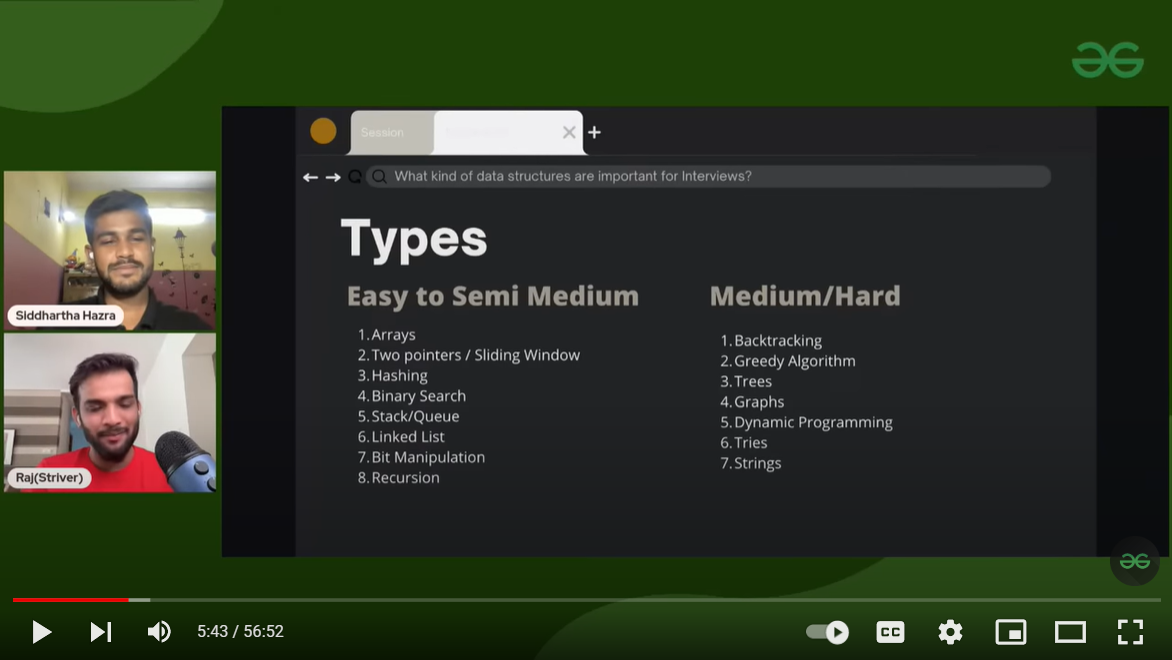 Session
What kind of data structures are important for Interviews?
Types
Easy to Semi Medium
1. Arrays
2. Two pointers / Sliding Window
3. Hashing
4. Binary Search
5. Stack/Queue
6. Linked List
7. Bit Manipulation
8. Recursion
Medium/Hard
1. Backtracking
2. Greedy Algorithm
3. Trees
4. Graphs
5. Dynamic Programming
6. Tries
7. Strings
Siddhartha Hazra
Raj(Striver)
5:43 / 56:52
CC